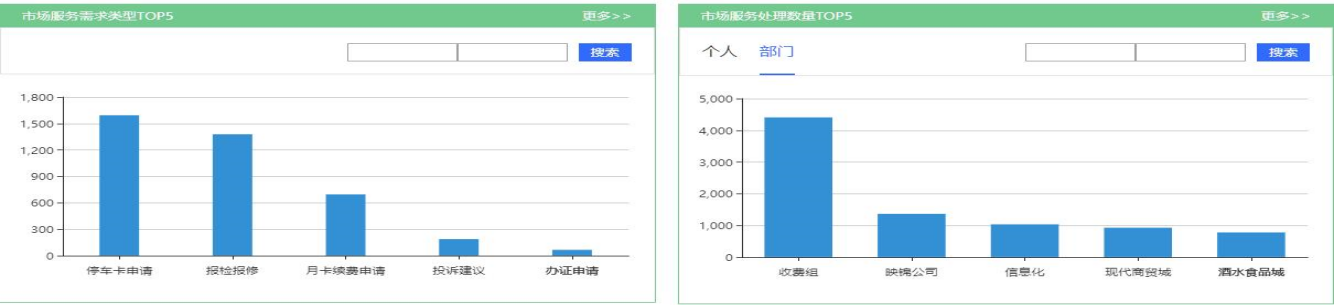 市场服务需求类型TOP5 更多>>
搜索
1,800
1,500
1,200
900
600
300
0
停车卡申请 报检报修 月卡续费申请 投诉建议 办证申请
市场服务处理数量TOP5 更多>>
个人 部门 搜索
5,000
4,000
3,000
2,000
1,000
0
收费组 映锦公司 信息化 现代商贸城 酒水食品城